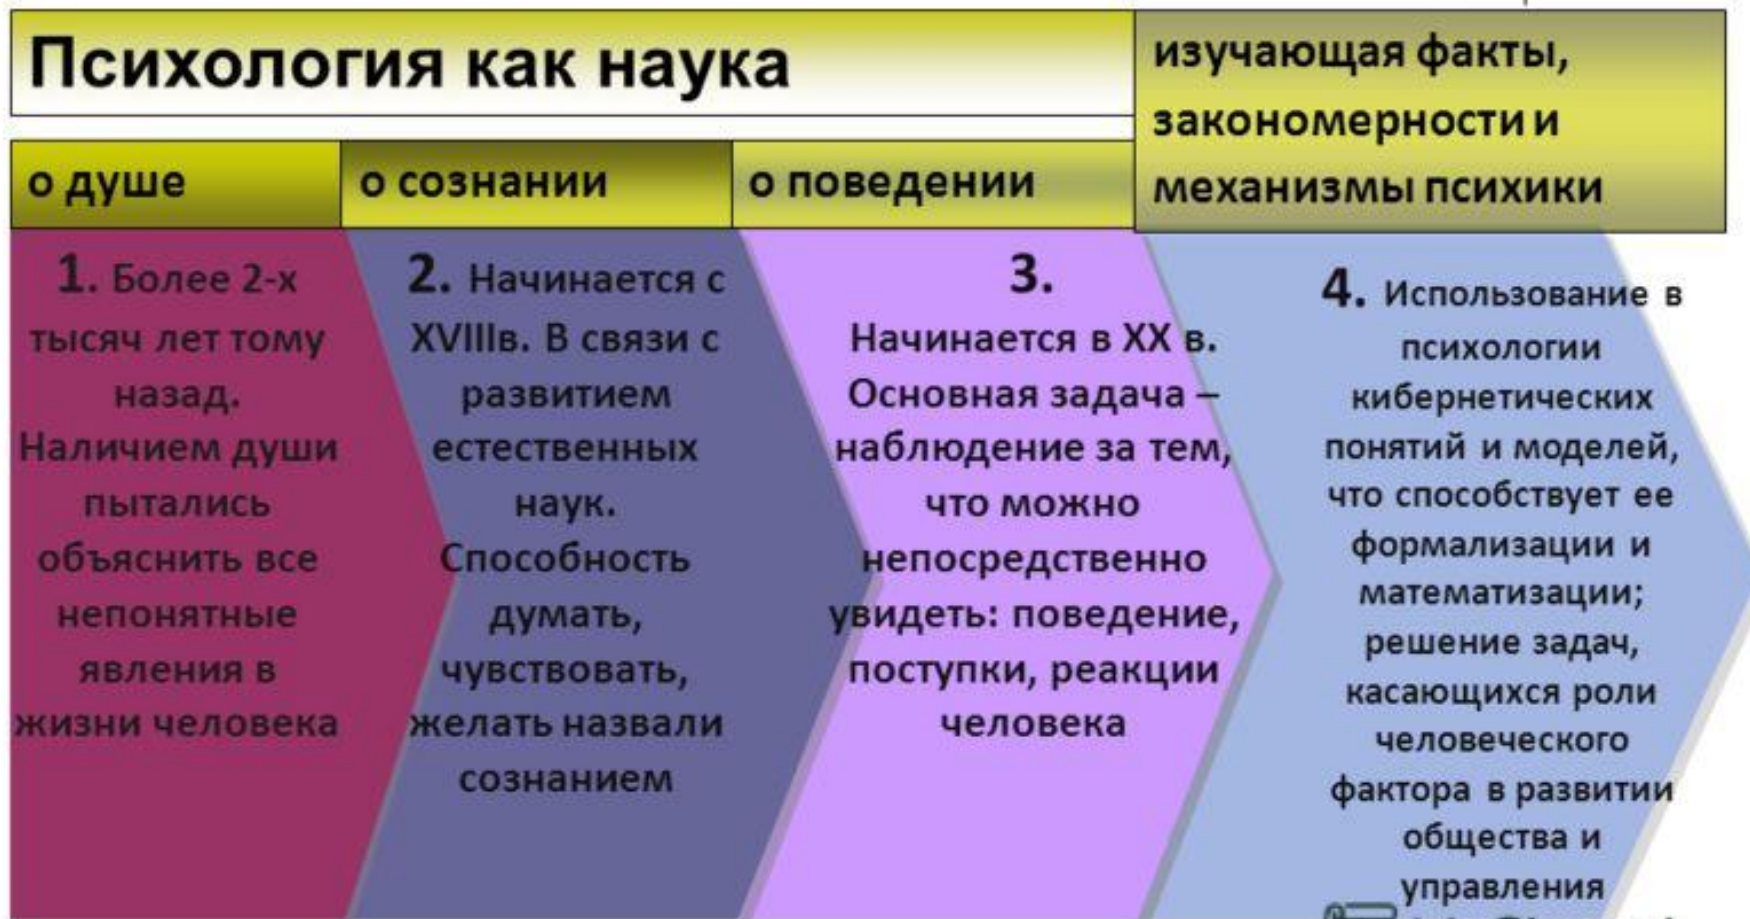 Психология как наука
изучающая факты,
закономерности и
механизмы психики
о душе
о сознании
о поведении
1. Более 2-х
тысяч лет тому
назад.
Наличием души
пытались
объяснить все
непонятные
явления в
жизни человека
2. Начинается с
XVIIIв. В связи с
развитием
естественных
наук.
Способность
думать,
чувствовать,
желать назвали
сознанием
3.
Начинается в XX в.
Основная задача –
наблюдение за тем,
что можно
непосредственно
увидеть: поведение,
поступки, реакции
человека
4. Использование в
психологии
кибернетических
понятий и моделей,
что способствует ее
формализации и
математизации;
решение задач,
касающихся роли
человеческого
фактора в развитии
общества и
управления